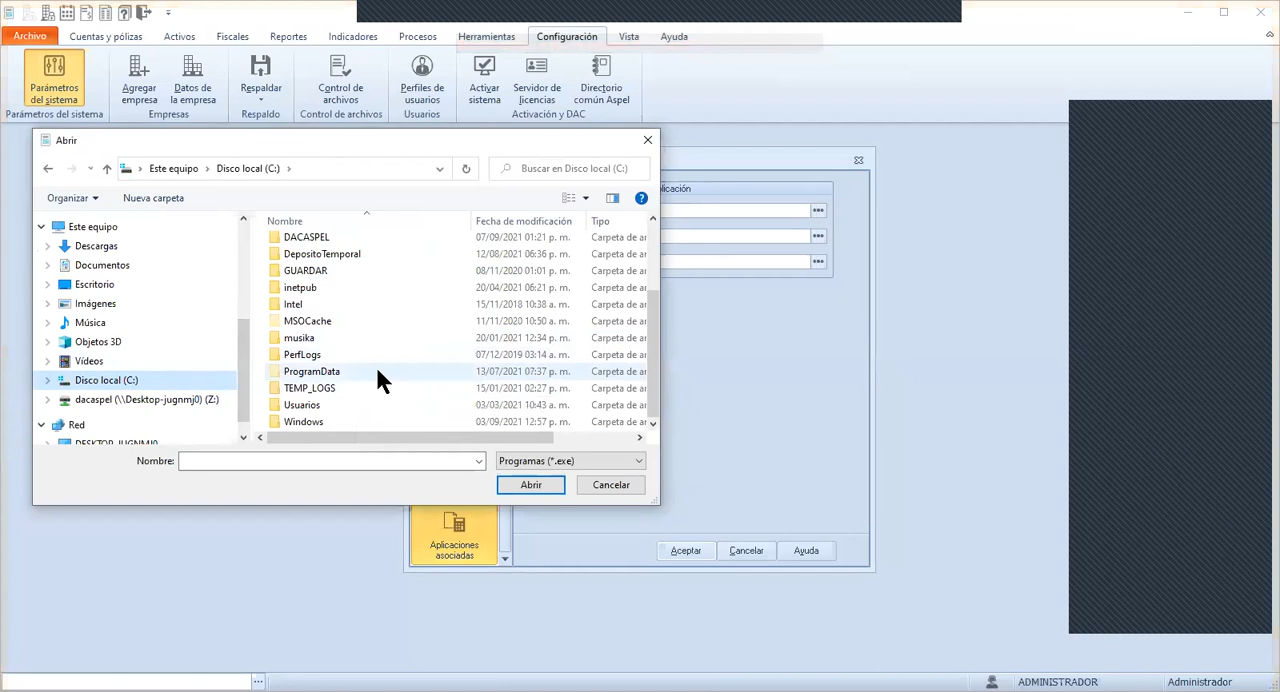 Archivo Cuentas y pólizas Activos Fiscales Reportes Indicadores Procesos Herramientas Configuración Vista Ayuda
Parámetros del sistema
Agregar empresa
Datos de la empresa
Respaldar
Control de archivos
Perfiles de usuarios
Activar sistema
Servidor de licencias
Directorio común Aspel
Parámetros del sistema Empresas Respaldo Control de archivos Usuarios Activación y DAC
Abrir
Este equipo › Disco local (C:) ›
Buscar en Disco local (C:)
Organizar Nueva carpeta
Este equipo
Descargas
Documentos
Escritorio
Imágenes
Música
Objetos 3D
Vídeos
Disco local (C:)
dacaspel (\\Desktop-jugnmj0) (Z:)
Red
DESKTOP-JUGNMJ0
Nombre Fecha de modificación Tipo
DACASPEL 07/09/2021 01:21 p. m. Carpeta de ar
DepositoTemporal 12/08/2021 06:36 p. m. Carpeta de ar
GUARDAR 08/11/2020 01:01 p. m. Carpeta de ar
inetpub 20/04/2021 06:21 p. m. Carpeta de ar
Intel 15/11/2018 10:38 a. m. Carpeta de ar
MSOCache 11/11/2020 10:50 a. m. Carpeta de ar
musika 20/01/2021 12:34 p. m. Carpeta de ar
PerfLogs 07/12/2019 03:14 a. m. Carpeta de ar
ProgramData 13/07/2021 07:37 p. m. Carpeta de ar
TEMP_LOGS 15/01/2021 02:27 p. m. Carpeta de ar
Usuarios 03/03/2021 10:43 a. m. Carpeta de ar
Windows 03/09/2021 12:57 p. m. Carpeta de ar
Nombre: Programas (*.exe)
Abrir Cancelar
plicación
Aplicaciones asociadas
Aceptar Cancelar Ayuda
ADMINISTRADOR Administrador